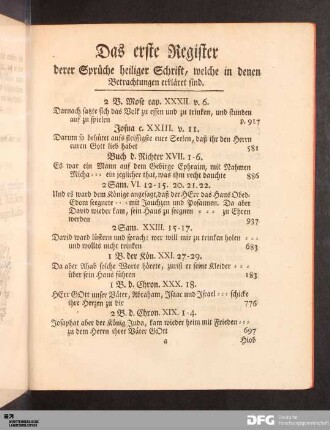 Das erste Register
derer Sprüche heiliger Schrift, welche in denen
Betrachtungen erkläret sind.
2 B. Mose cap. XXXII. v. 6.
Darnach satzte sich das Volk zu essen und zu trinken, und stunden
auf zu spielen p. 917
Josua c. XXIII. v. 11.
Darum so behütet aufs fleißigste eure Seelen, daß ihr den Herrn
euren Gott lieb habet 581
Buch d. Richter XVII. 1-6.
Es war ein Mann auf dem Gebirge Ephraim, mit Nahmen
Micha - - - ein jeglicher that, was ihm recht dauchte 886
2 Sam. VI. 12-15. 20. 21. 22.
Und es ward dem Könige angesagt, daß der HErr das Haus Obed-
Edom segnete - - mit Jauchzen und Posaunen. Da aber
David wieder kam, sein Haus zu segnen - - - zu Ehren
werden 937
2 Sam. XXIII. 15-17.
David ward lüstern und sprach: wer will mir zu trinken holen - - -
und wollts nicht trinken 683
1 B. der Kön. XXI. 27-29.
Da aber Ahab solche Worte hörete, zuriß er seine Kleider - - -
über sein Haus führen 183
1 B. d. Chron. XXX. 18.
HErr GOtt unser Väter, Abraham, Isaac und Israel - - - schicke
ihre Herzen zu dir 776
2 B. d. Chron. XIX. 1-4.
Josaphat aber der König Juda, kam wieder heim mit Frieden - - -
zu dem Herrn ihrer Väter GOtt 697
a Hiob
WÜRTTEMBERGISCHE
LANDESBIBLIOTHEK
DFG Deutsche
Forschungsgemeinschaft